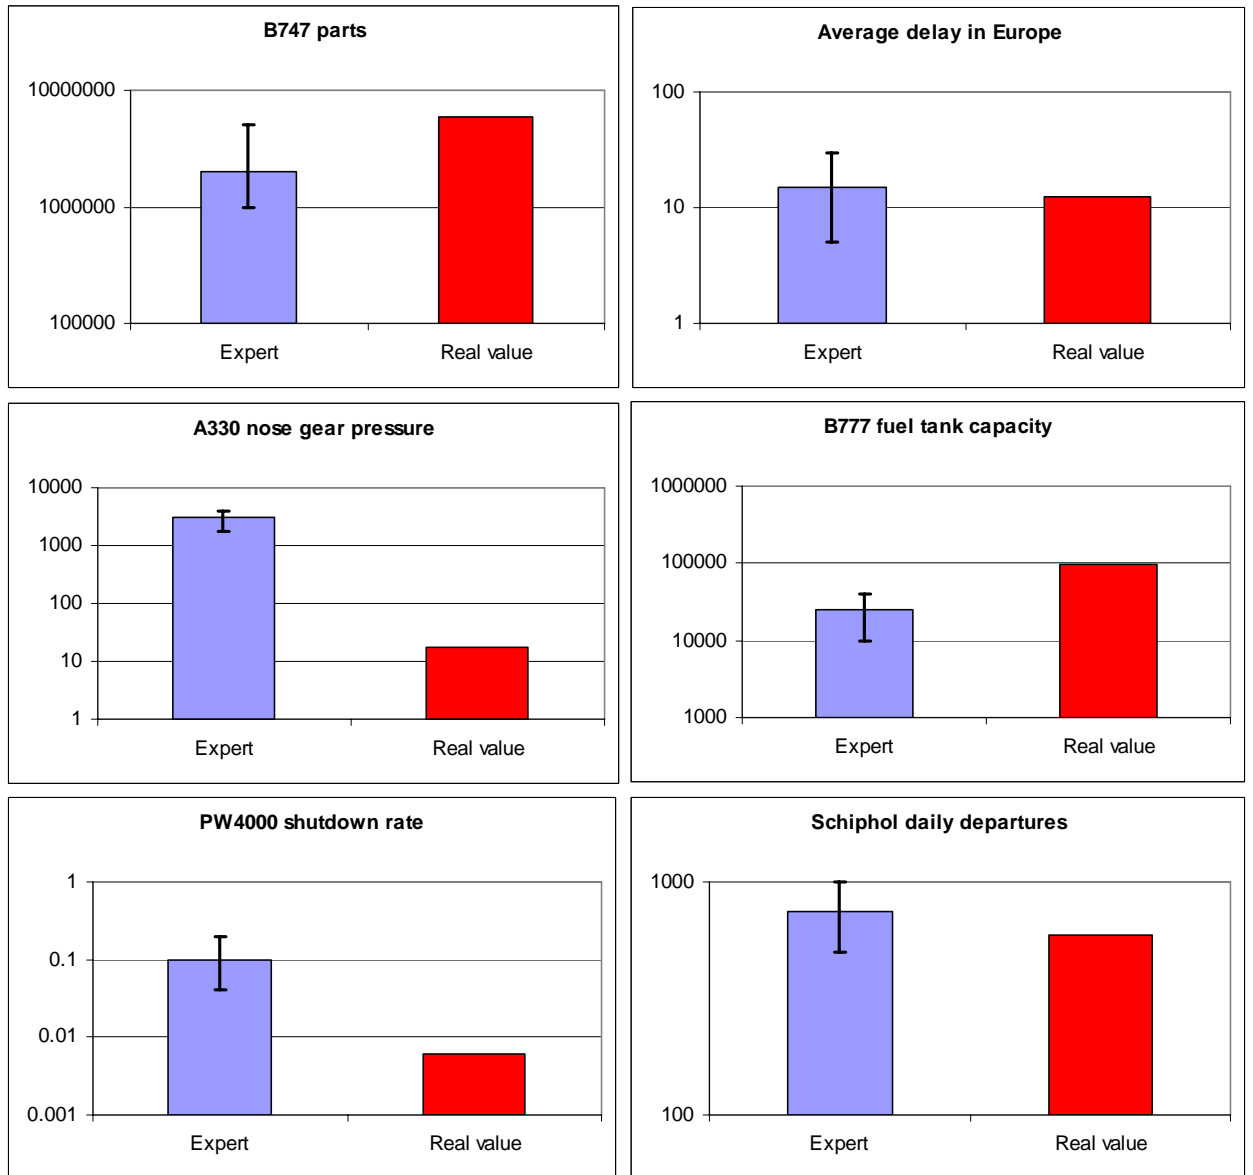 B747 parts
10000000
1000000
100000
Expert
Real value
Average delay in Europe
100
10
1
Expert
Real value
A330 nose gear pressure
10000
1000
100
10
1
Expert
Real value
B777 fuel tank capacity
1000000
100000
10000
1000
Expert
Real value
PW4000 shutdown rate
1
0.1
0.01
0.001
Expert
Real value
Schiphol daily departures
1000
100
Expert
Real value